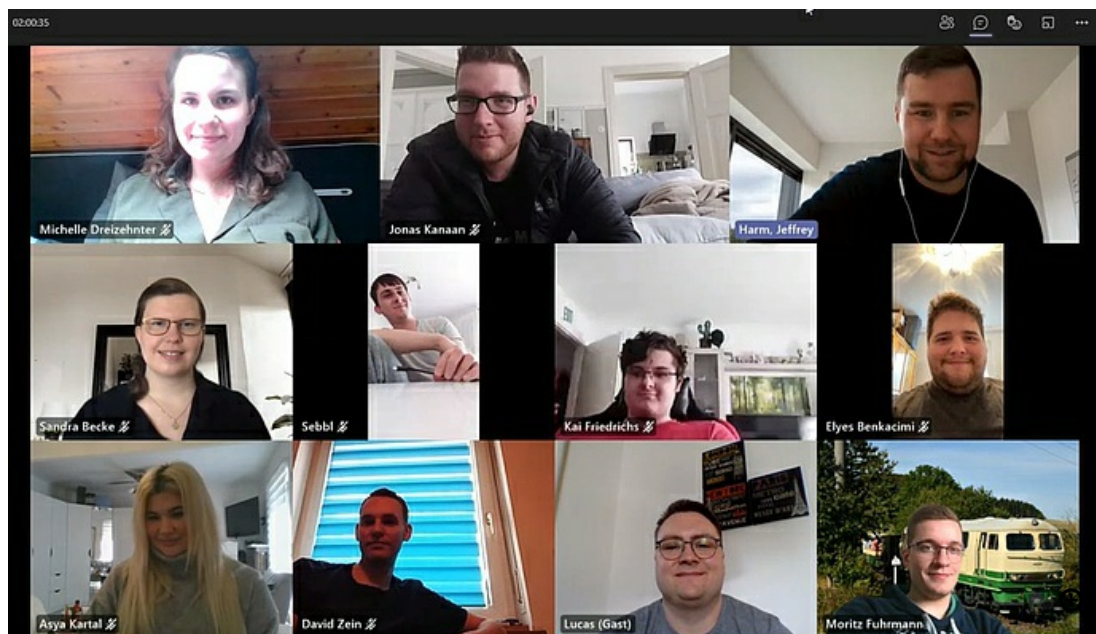 02:00:35
Michelle Dreizehnter
Jonas Kanaan
Harm, Jeffrey
Sandra Becke
Sebbl
Kai Friedrichs
Elyes Benkacimi
Asya Kartal
David Zein
Lucas (Gast)
Moritz Fuhrmann